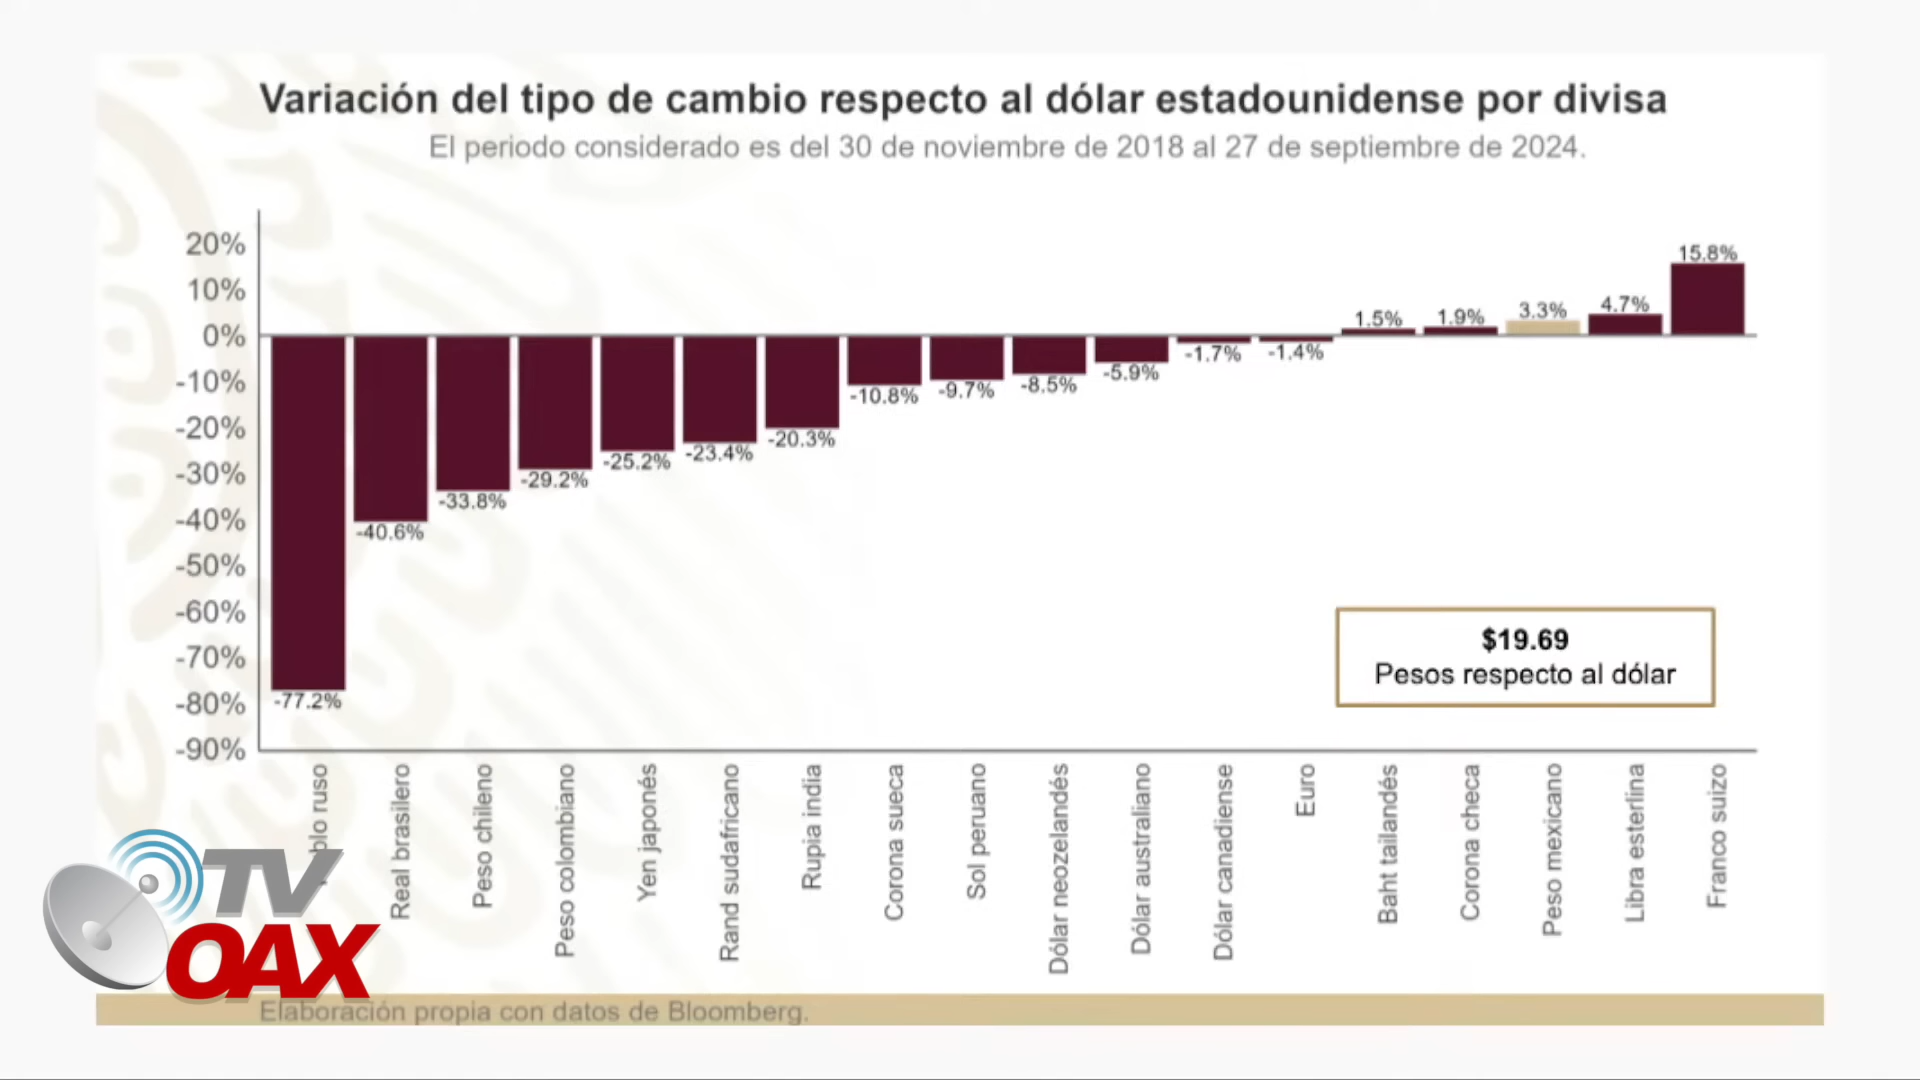 Variación del tipo de cambio respecto al dólar estadounidense por divisa
El periodo considerado es del 30 de noviembre de 2018 al 27 de septiembre de 2024.
20%
10%
0%
-10%
-20%
-30%
-40%
-50%
-60%
-70%
-80%
-90%
-77.2%
-40.6%
-33.8%
-29.2%
-25.2%
-23.4%
-20.3%
-10.8%
-9.7%
-8.5%
-5.9%
-1.7%
-1.4%
1.5%
1.9%
3.3%
4.7%
15.8%
$19.69
Pesos respecto al dólar
ruso
Real brasilero
Peso chileno
Peso colombiano
Yen japonés
Rand sudafricano
Rupia india
Corona sueca
Sol peruano
Dólar neozelandés
Dólar australiano
Dólar canadiense
Euro
Baht tailandés
Corona checa
Peso mexicano
Libra esterlina
Franco suizo
TV
OAX
Elaboración propia con datos de Bloomberg.